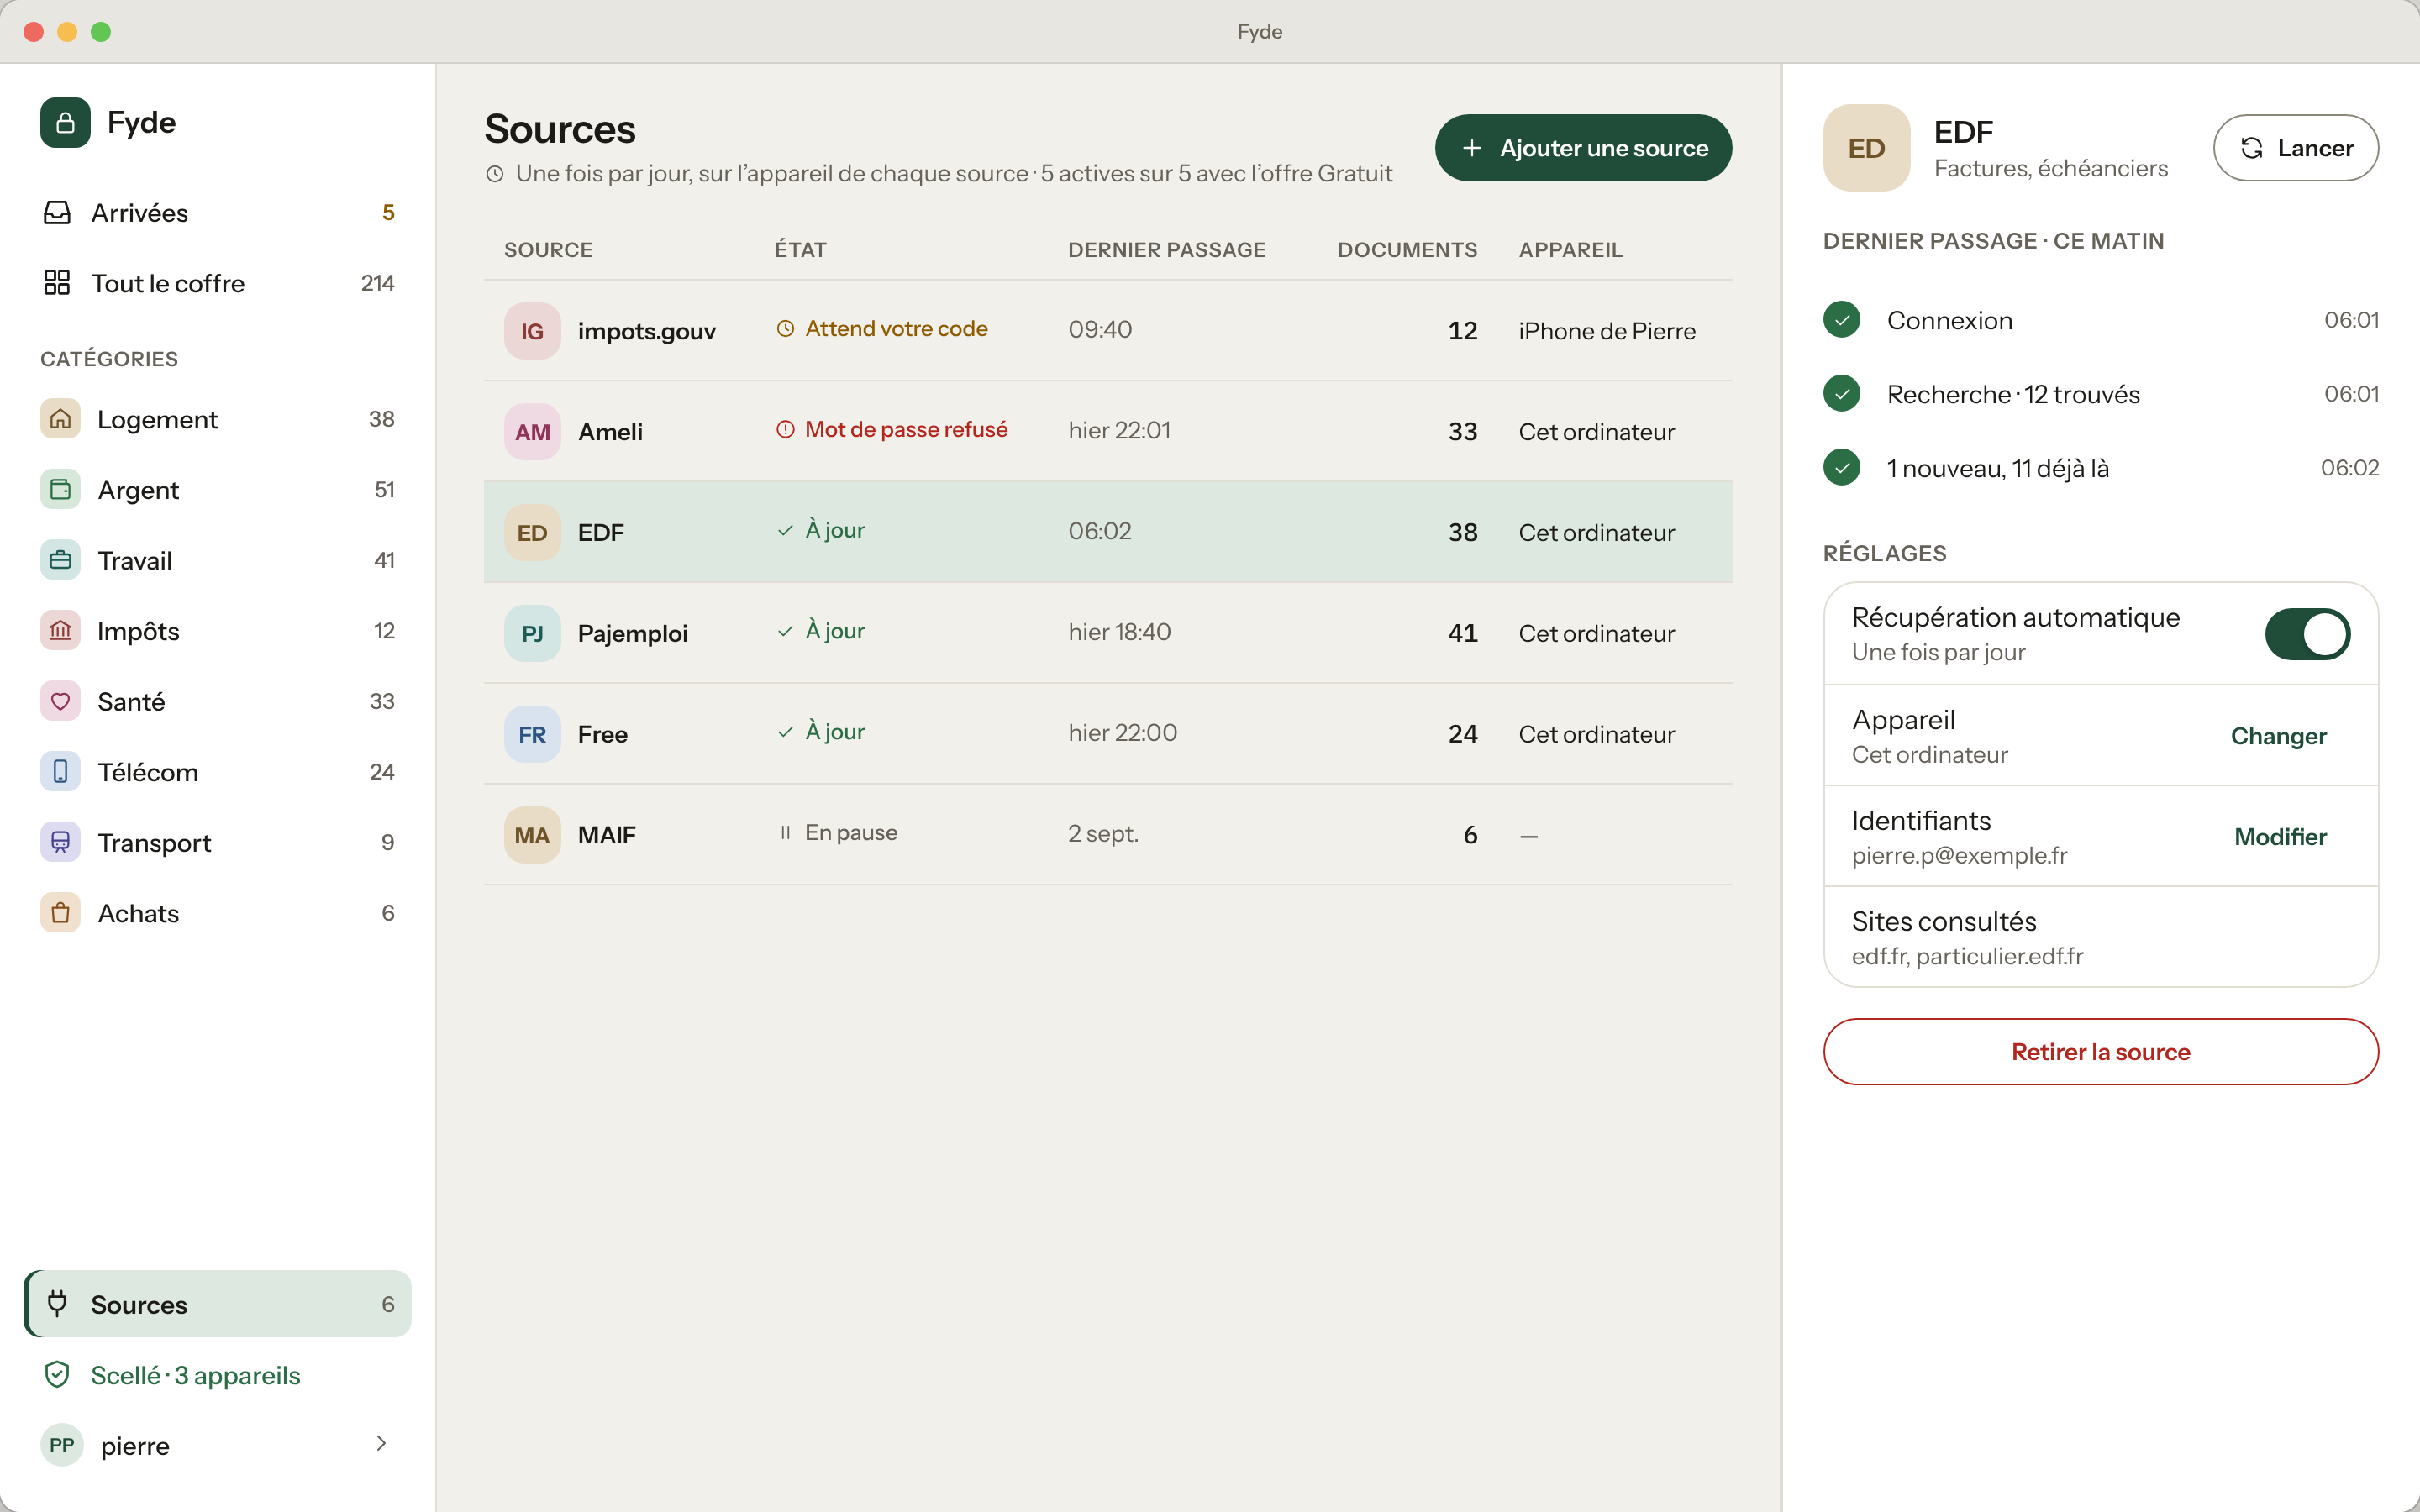 Fyde
Fyde
Arrivées 5
Tout le coffre 214
CATÉGORIES
Logement 38
Argent 51
Travail 41
Impôts 12
Santé 33
Télécom 24
Transport 9
Achats 6
Sources 6
Scellé · 3 appareils
PP pierre
Sources
Une fois par jour, sur l’appareil de chaque source · 5 actives sur 5 avec l’offre Gratuit
Ajouter une source
SOURCE ÉTAT DERNIER PASSAGE DOCUMENTS APPAREIL
IG impots.gouv Attend votre code 09:40 12 iPhone de Pierre
AM Ameli Mot de passe refusé hier 22:01 33 Cet ordinateur
ED EDF À jour 06:02 38 Cet ordinateur
PJ Pajemploi À jour hier 18:40 41 Cet ordinateur
FR Free À jour hier 22:00 24 Cet ordinateur
MA MAIF En pause 2 sept. 6 —
ED EDF
Factures, échéanciers
Lancer
DERNIER PASSAGE · CE MATIN
Connexion 06:01
Recherche · 12 trouvés 06:01
1 nouveau, 11 déjà là 06:02
RÉGLAGES
Récupération automatique
Une fois par jour
Appareil
Cet ordinateur
Changer
Identifiants
pierre.p@exemple.fr
Modifier
Sites consultés
edf.fr, particulier.edf.fr
Retirer la source